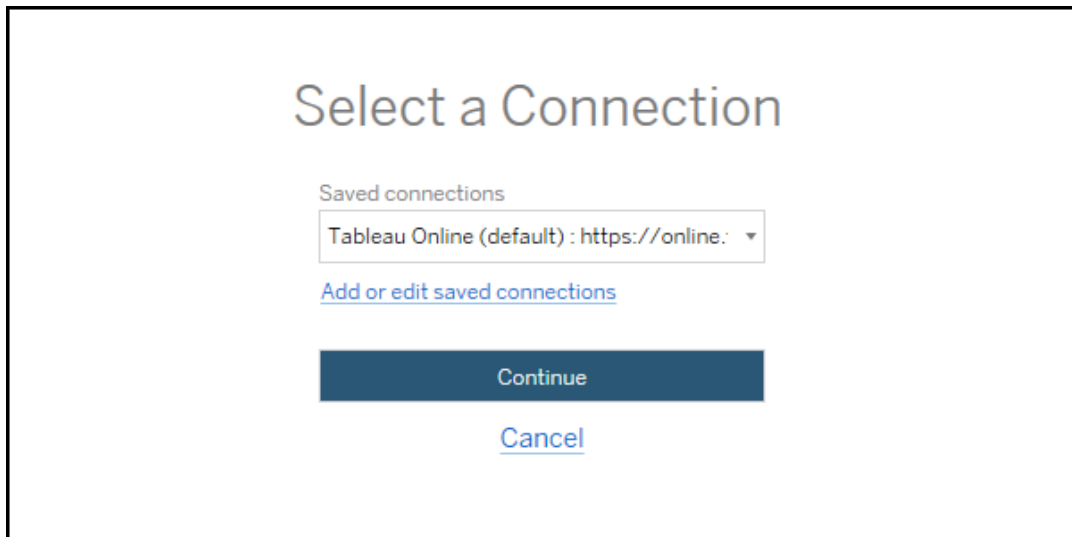 Select a Connection
Saved connections
Tableau Online (default) : https://online.
Add or edit saved connections
Continue
Cancel